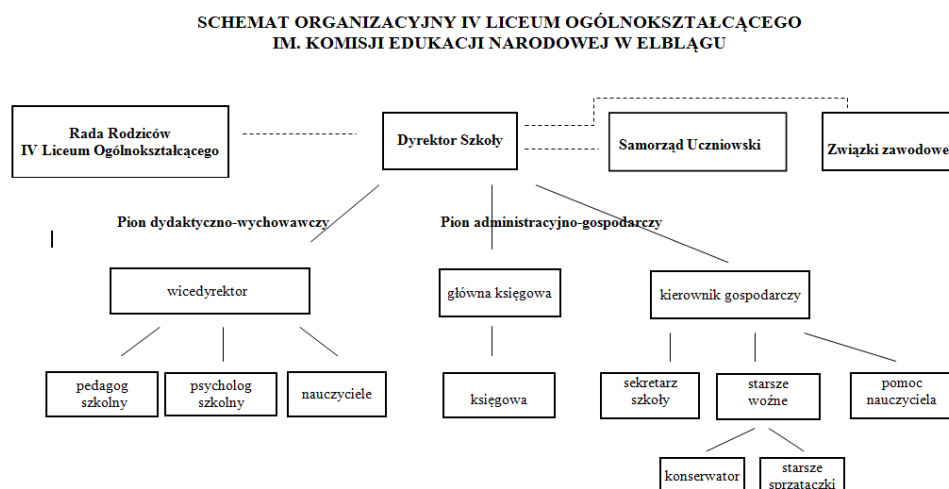 SCHEMAT ORGANIZACYJNY IV LICEUM OGÓLNOKSZTAŁCĄCEGO
IM. KOMISJI EDUKACJI NARODOWEJ W ELBLĄGU
Rada Rodziców
IV Liceum Ogólnokształcącego
Dyrektor Szkoły
Samorząd Uczniowski
Związki zawodowe
Pion dydaktyczno-wychowawczy
Pion administracyjno-gospodarczy
wicedyrektor
główna księgowa
kierownik gospodarczy
pedagog
szkolny
psycholog
szkolny
nauczyciele
księgowa
sekretarz
szkoły
starsze
woźne
pomoc
nauczyciela
konserwator
starsze
sprzątaczki